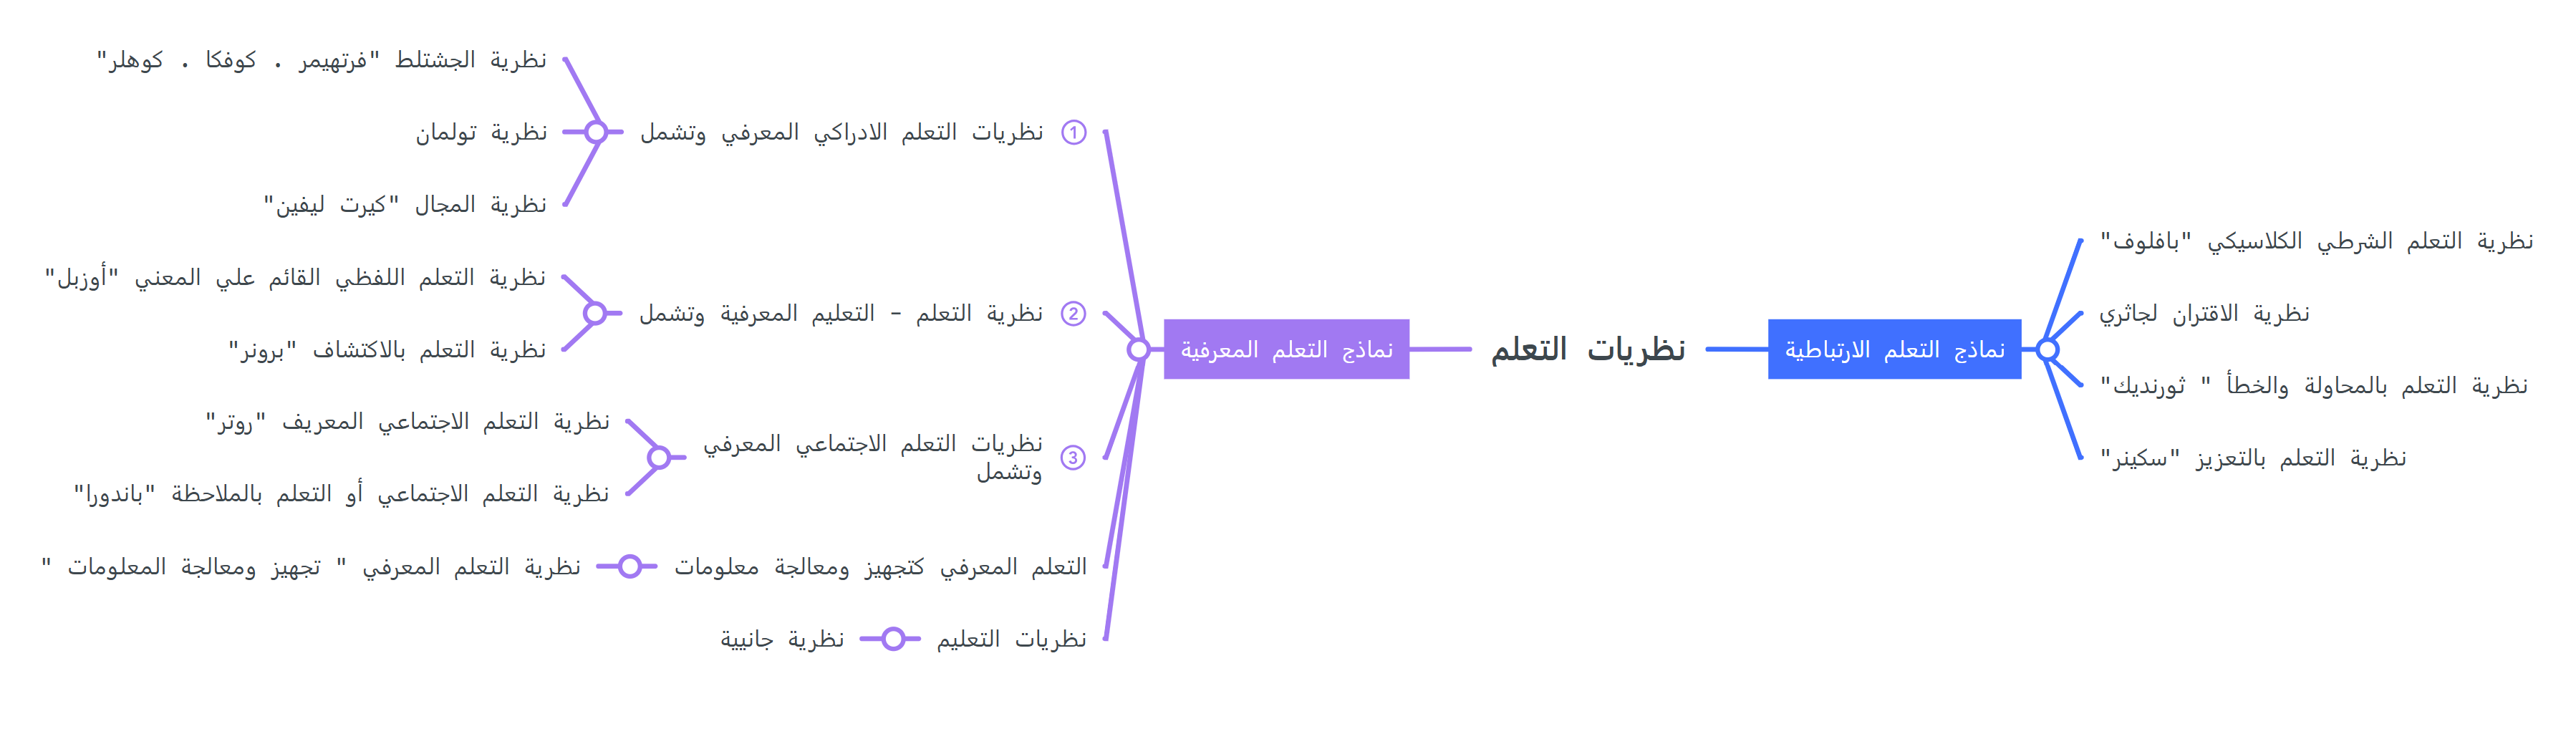 نظريات التعلم
نماذج التعلم الارتباطية
نظرية التعلم الشرطي الكلاسيكي "بافلوف"
نظرية الاقتران لجاثري
نظرية التعلم بالمحاولة والخطأ " ثورنديك"
نظرية التعلم بالتعزيز "سكينر"
نماذج التعلم المعرفية
1 نظريات التعلم الادراكي المعرفي وتشمل
نظرية الجشتلط "فرتهيمر . كوفكا . كوهلر"
نظرية تولمان
نظرية المجال "كيرت ليفين"
2 نظرية التعلم - التعليم المعرفية وتشمل
نظرية التعلم اللفظي القائم علي المعني "أوزبل"
نظرية التعلم بالاكتشاف "برونر"
3 نظريات التعلم الاجتماعي المعرفي
وتشمل
نظرية التعلم الاجتماعي المعريف "روتر"
نظرية التعلم الاجتماعي أو التعلم بالملاحظة "باندورا"
التعلم المعرفي كتجهيز ومعالجة معلومات
نظرية التعلم المعرفي " تجهيز ومعالجة المعلومات "
نظريات التعليم
نظرية جانيية